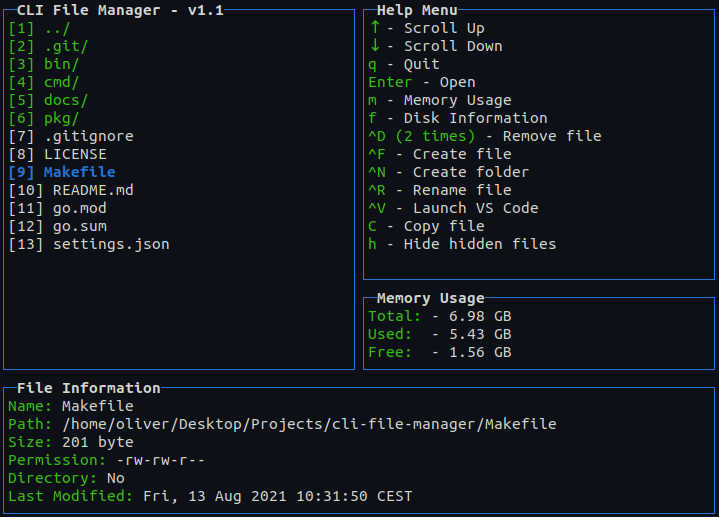 CLI File Manager - v1.1
[1] ../
[2] .git/
[3] bin/
[4] cmd/
[5] docs/
[6] pkg/
[7] .gitignore
[8] LICENSE
[9] Makefile
[10] README.md
[11] go.mod
[12] go.sum
[13] settings.json
Help Menu
↑ - Scroll Up
↓ - Scroll Down
q - Quit
Enter - Open
m - Memory Usage
f - Disk Information
^D (2 times) - Remove file
^F - Create file
^N - Create folder
^R - Rename file
^V - Launch VS Code
C - Copy file
h - Hide hidden files
Memory Usage
Total: - 6.98 GB
Used: - 5.43 GB
Free: - 1.56 GB
File Information
Name: Makefile
Path: /home/oliver/Desktop/Projects/cli-file-manager/Makefile
Size: 201 byte
Permission: -rw-rw-r--
Directory: No
Last Modified: Fri, 13 Aug 2021 10:31:50 CEST